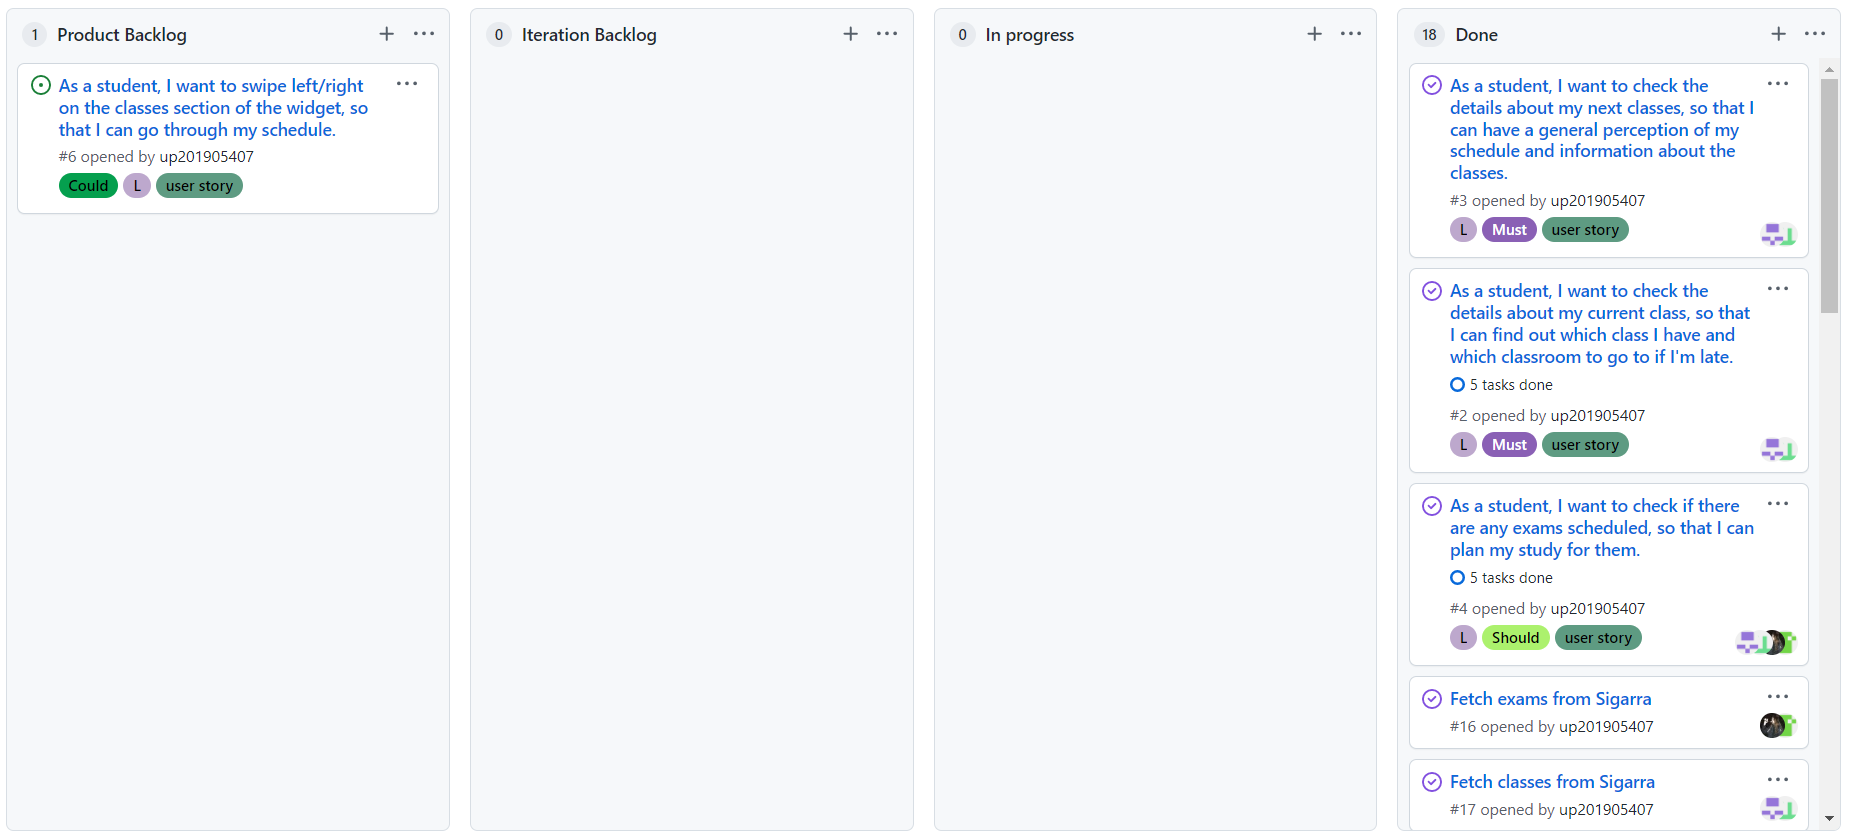 1 Product Backlog
As a student, I want to swipe left/right
on the classes section of the widget, so
that I can go through my schedule.
#6 opened by up201905407
Could L user story
0 Iteration Backlog
0 In progress
18 Done
As a student, I want to check the
details about my next classes, so that I
can have a general perception of my
schedule and information about the
classes.
#3 opened by up201905407
L Must user story
As a student, I want to check the
details about my current class, so that
I can find out which class I have and
which classroom to go to if I'm late.
5 tasks done
#2 opened by up201905407
L Must user story
As a student, I want to check if there
are any exams scheduled, so that I can
plan my study for them.
5 tasks done
#4 opened by up201905407
L Should user story
Fetch exams from Sigarra
#16 opened by up201905407
Fetch classes from Sigarra
#17 opened by up201905407